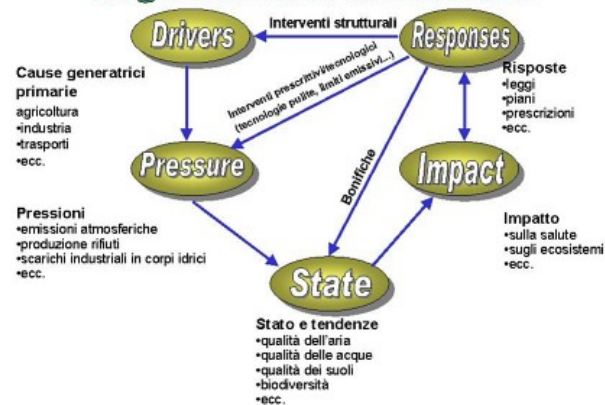 Drivers
Interventi strutturali
Responses
Cause generatrici
primarie
agricoltura
•industria
•trasporti
•ecc.
Interventi prescrittivi/tecnologici
(tecnologie pulite, limiti emissivi...)
Risposte
•leggi
•piani
•prescrizioni
•ecc.
Pressure
Bonifiche
Impact
Pressioni
•emissioni atmosferiche
•produzione rifiuti
•scarichi industriali in corpi idrici
•ecc.
Impatto
•sulla salute
•sugli ecosistemi
•ecc.
State
Stato e tendenze
•qualità dell'aria
•qualità delle acque
•qualità dei suoli
•biodiversità
•ecc.